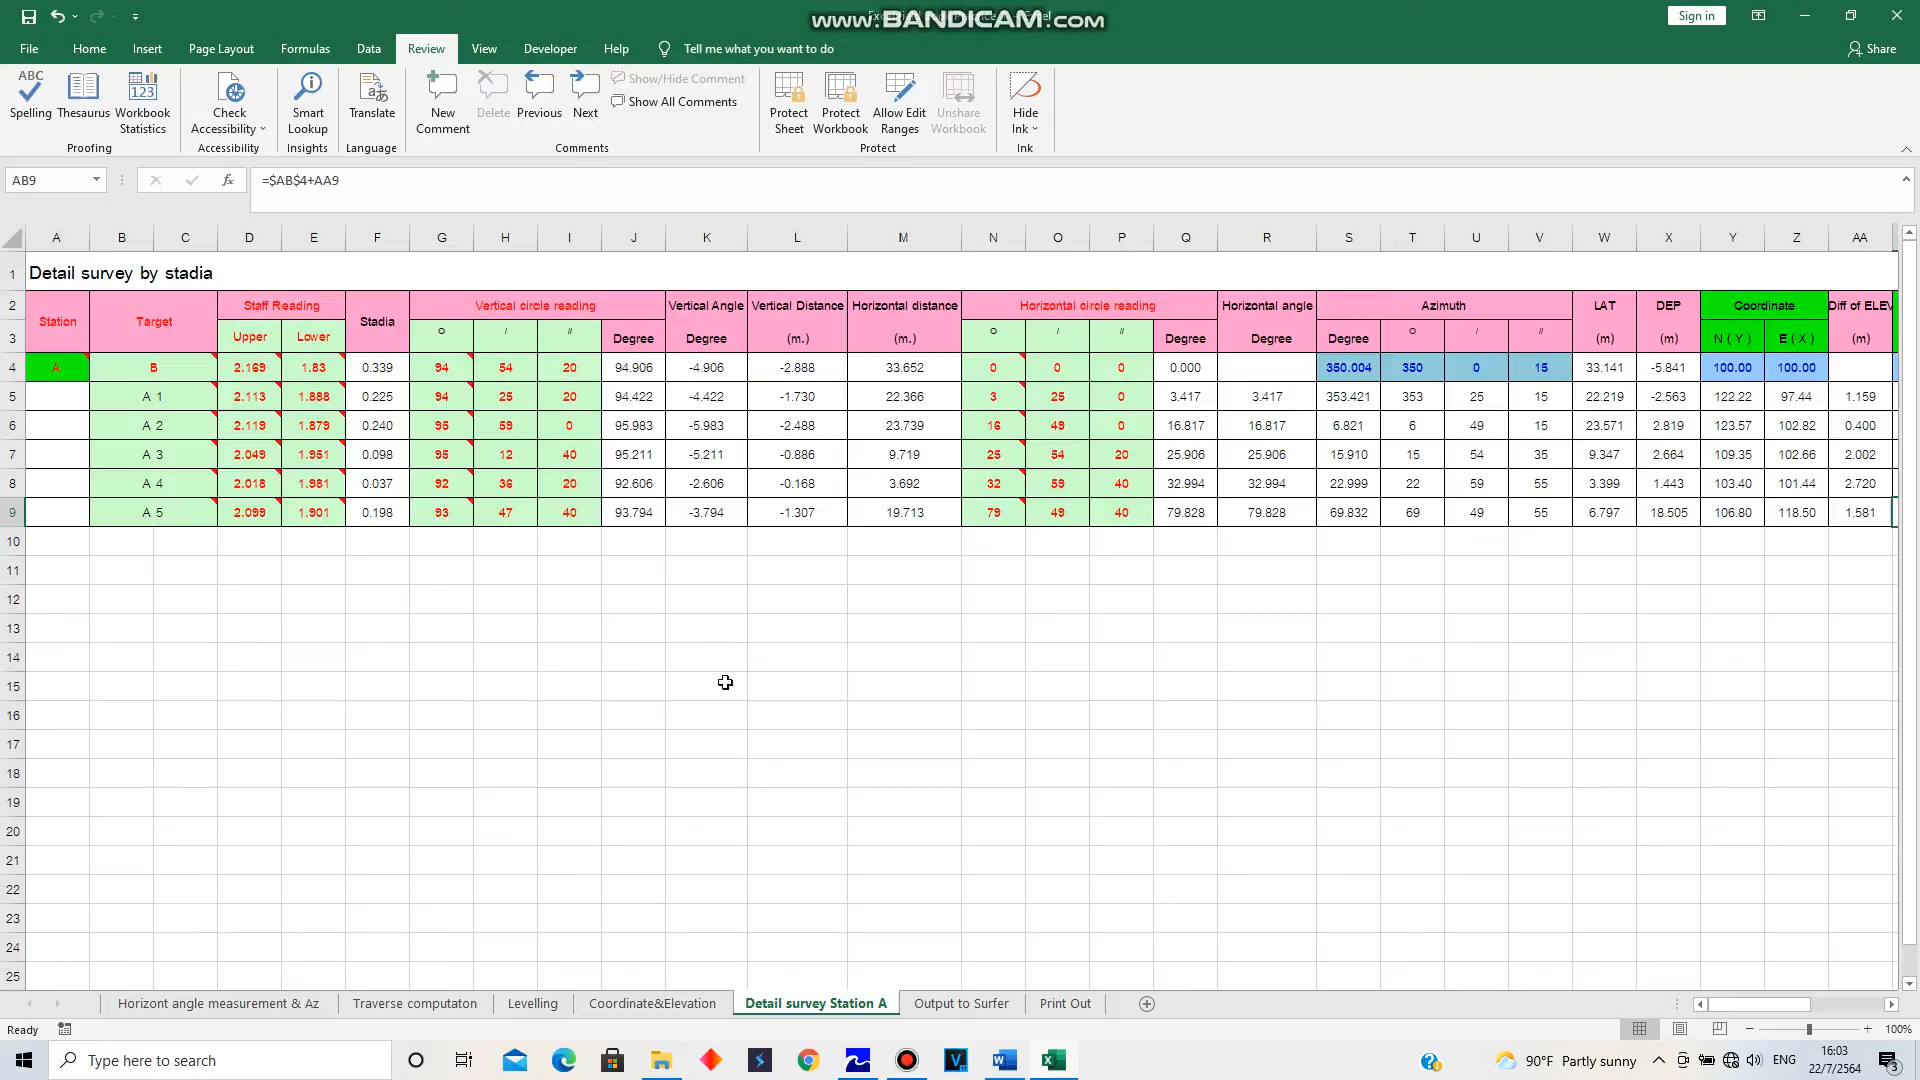 www.BANDICAM.com
Sign in
File Home Insert Page Layout Formulas Data Review View Developer Help Tell me what you want to do Share
Spelling Thesaurus Workbook Statistics Check Accessibility Smart Lookup Translate New Comment Delete Previous Next Show/Hide Comment Show All Comments Protect Sheet Protect Workbook Allow Edit Ranges Unshare Workbook Hide Ink
Proofing Accessibility Insights Language Comments Protect Ink
AB9 fx =$AB$4+AA9
A B C D E F G H I J K L M N O P Q R S T U V W X Y Z AA
1 Detail survey by stadia
2 Station Target Staff Reading Stadia Vertical circle reading Vertical Angle Vertical Distance Horizontal distance Horizontal circle reading Horizontal angle Azimuth LAT DEP Coordinate Diff of ELEV
3 Upper Lower O / // Degree Degree (m.) (m.) O / // Degree Degree Degree O / // (m) (m) N ( Y ) E ( X ) (m)
4 A B 2.169 1.83 0.339 94 54 20 94.906 -4.906 -2.888 33.652 0 0 0 0.000 350.004 350 0 15 33.141 -5.841 100.00 100.00
5 A 1 2.113 1.888 0.225 94 25 20 94.422 -4.422 -1.730 22.366 3 25 0 3.417 3.417 353.421 353 25 15 22.219 -2.563 122.22 97.44 1.159
6 A 2 2.119 1.879 0.240 95 59 0 95.983 -5.983 -2.488 23.739 16 49 0 16.817 16.817 6.821 6 49 15 23.571 2.819 123.57 102.82 0.400
7 A 3 2.049 1.951 0.098 95 12 40 95.211 -5.211 -0.886 9.719 25 54 20 25.906 25.906 15.910 15 54 35 9.347 2.664 109.35 102.66 2.002
8 A 4 2.018 1.981 0.037 92 36 20 92.606 -2.606 -0.168 3.692 32 59 40 32.994 32.994 22.999 22 59 55 3.399 1.443 103.40 101.44 2.720
9 A 5 2.099 1.901 0.198 93 47 40 93.794 -3.794 -1.307 19.713 79 49 40 79.828 79.828 69.832 69 49 55 6.797 18.505 106.80 118.50 1.581
10
11
12
13
14
15
16
17
18
19
20
21
22
23
24
25
Horizont angle measurement & Az Traverse computaton Levelling Coordinate&Elevation Detail survey Station A Output to Surfer Print Out
Ready 100%
Type here to search 90°F Partly sunny ENG 16:03
22/7/2564 3